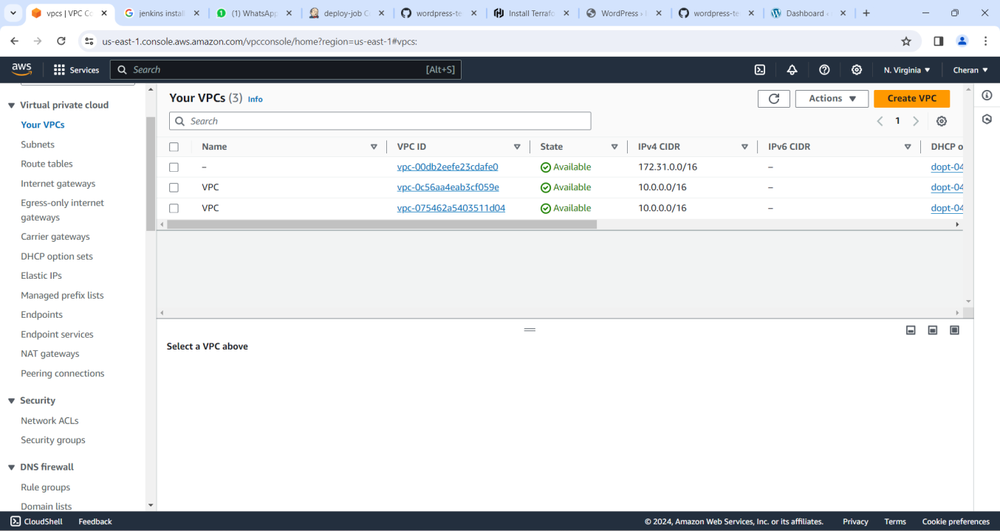 vpcs | VPC Co
jenkins instal
(1) WhatsApp
deploy-job C
wordpress-te
Install Terrafo
WordPress ›
wordpress-te
Dashboard ‹
us-east-1.console.aws.amazon.com/vpcconsole/home?region=us-east-1#vpcs:
aws
Services
Search
[Alt+S]
N. Virginia
Cheran
Virtual private cloud
Your VPCs
Subnets
Route tables
Internet gateways
Egress-only internet
gateways
Carrier gateways
DHCP option sets
Elastic IPs
Managed prefix lists
Endpoints
Endpoint services
NAT gateways
Peering connections
Security
Network ACLs
Security groups
DNS firewall
Rule groups
Domain lists
Your VPCs (3) Info
Actions
Create VPC
Search
1
Name VPC ID State IPv4 CIDR IPv6 CIDR DHCP o
– vpc-00db2eefe23cdafe0 Available 172.31.0.0/16 – dopt-04
VPC vpc-0c56aa4eab3cf059e Available 10.0.0.0/16 – dopt-04
VPC vpc-075462a5403511d04 Available 10.0.0.0/16 – dopt-04
Select a VPC above
CloudShell
Feedback
© 2024, Amazon Web Services, Inc. or its affiliates.
Privacy
Terms
Cookie preferences